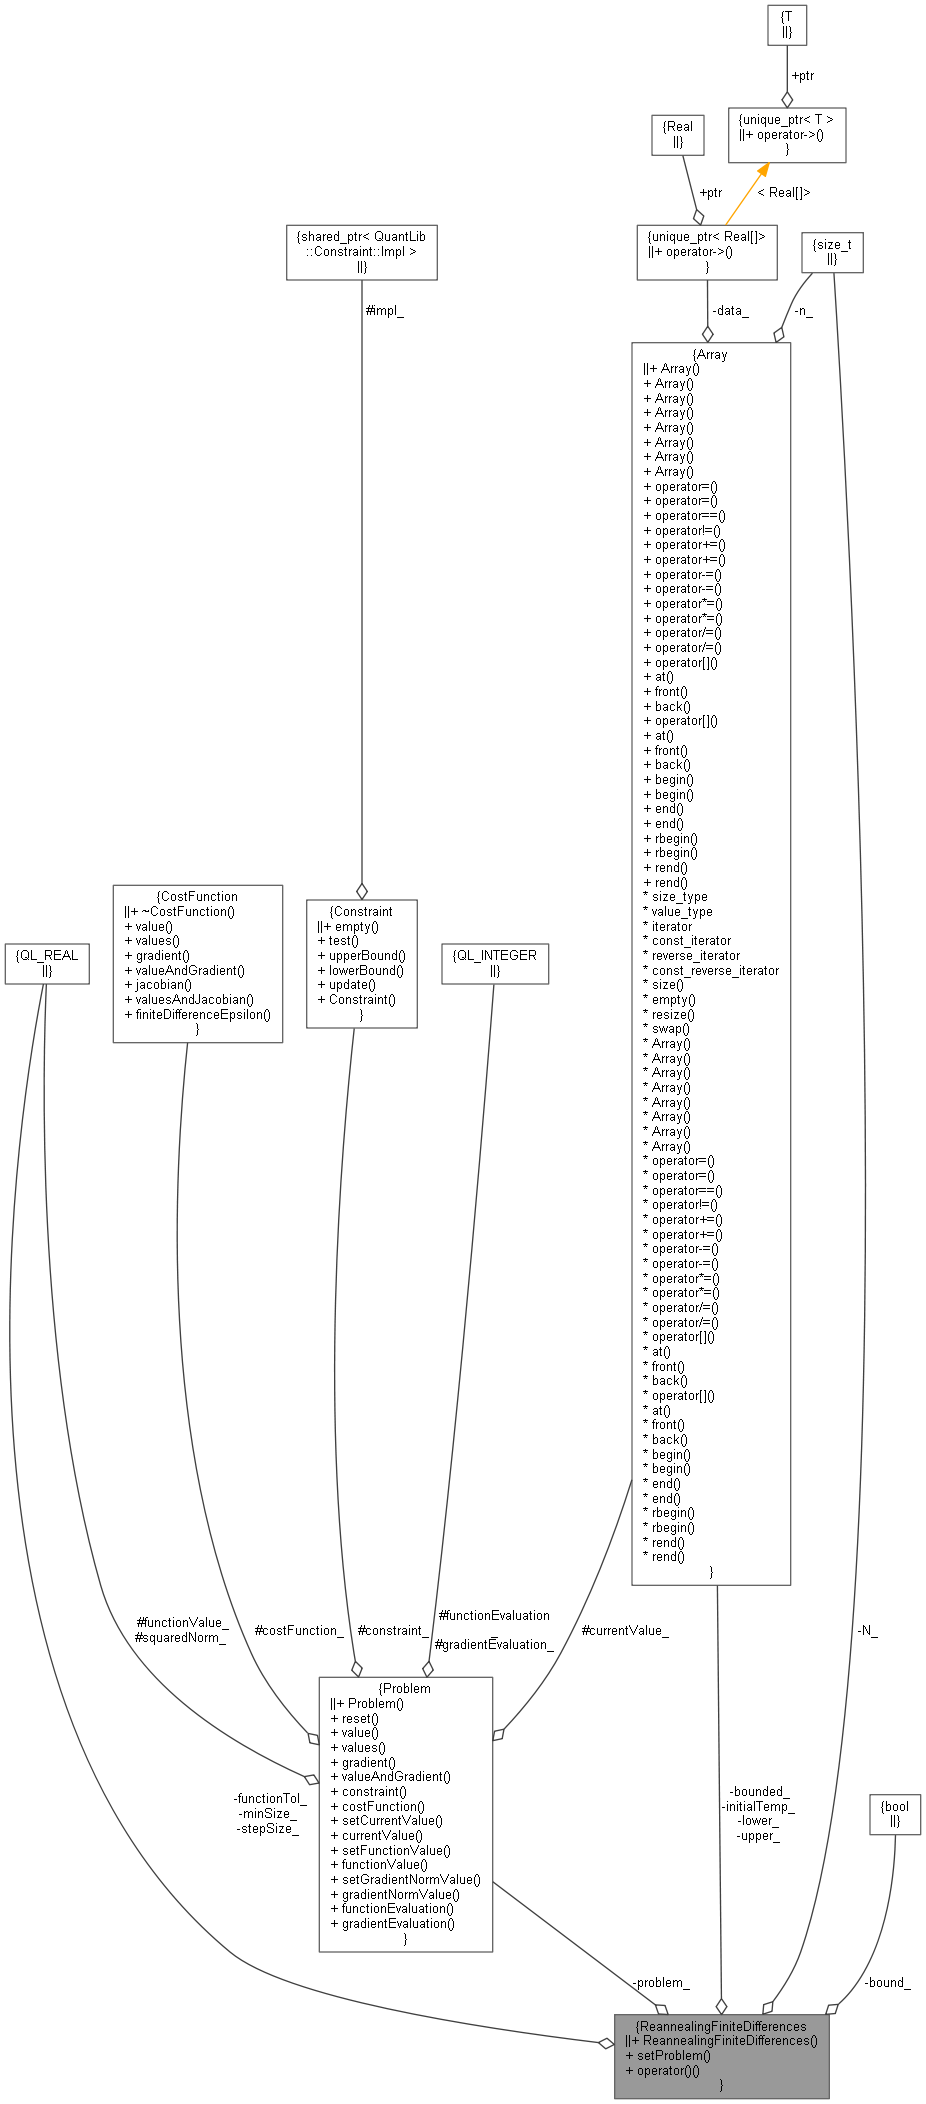 {T
||}
+ptr
{unique_ptr< T >
||+ operator->()
}
{Real
||}
+ptr
< Real[]>
{shared_ptr< QuantLib
::Constraint::Impl >
||}
{unique_ptr< Real[]>
||+ operator->()
}
{size_t
||}
#impl_
-data_
-n_
{Array
||+ Array()
+ Array()
+ Array()
+ Array()
+ Array()
+ Array()
+ Array()
+ Array()
+ operator=()
+ operator=()
+ operator==()
+ operator!=()
+ operator+=()
+ operator+=()
+ operator-=()
+ operator-=()
+ operator*=()
+ operator*=()
+ operator/=()
+ operator/=()
+ operator[]()
+ at()
+ front()
+ back()
+ operator[]()
+ at()
+ front()
+ back()
+ begin()
+ begin()
+ end()
+ end()
+ rbegin()
+ rbegin()
+ rend()
+ rend()
* size_type
* value_type
* iterator
* const_iterator
* reverse_iterator
* const_reverse_iterator
* size()
* empty()
* resize()
* swap()
* Array()
* Array()
* Array()
* Array()
* Array()
* Array()
* Array()
* Array()
* operator=()
* operator=()
* operator==()
* operator!=()
* operator+=()
* operator+=()
* operator-=()
* operator-=()
* operator*=()
* operator*=()
* operator/=()
* operator/=()
* operator[]()
* at()
* front()
* back()
* operator[]()
* at()
* front()
* back()
* begin()
* begin()
* end()
* end()
* rbegin()
* rbegin()
* rend()
* rend()
}
{QL_REAL
||}
{CostFunction
||+ ~CostFunction()
+ value()
+ values()
+ gradient()
+ valueAndGradient()
+ jacobian()
+ valuesAndJacobian()
+ finiteDifferenceEpsilon()
}
{Constraint
||+ empty()
+ test()
+ upperBound()
+ lowerBound()
+ update()
+ Constraint()
}
{QL_INTEGER
||}
#functionValue_
#squaredNorm_
#costFunction_
#constraint_
#functionEvaluation
_
#gradientEvaluation_
#currentValue_
-N_
{Problem
||+ Problem()
+ reset()
+ value()
+ values()
+ gradient()
+ valueAndGradient()
+ constraint()
+ costFunction()
+ setCurrentValue()
+ currentValue()
+ setFunctionValue()
+ functionValue()
+ setGradientNormValue()
+ gradientNormValue()
+ functionEvaluation()
+ gradientEvaluation()
}
-functionTol_
-minSize_
-stepSize_
-bounded_
-initialTemp_
-lower_
-upper_
{bool
||}
-problem_
-bound_
{ReannealingFiniteDifferences
||+ ReannealingFiniteDifferences()
+ setProblem()
+ operator()()
}